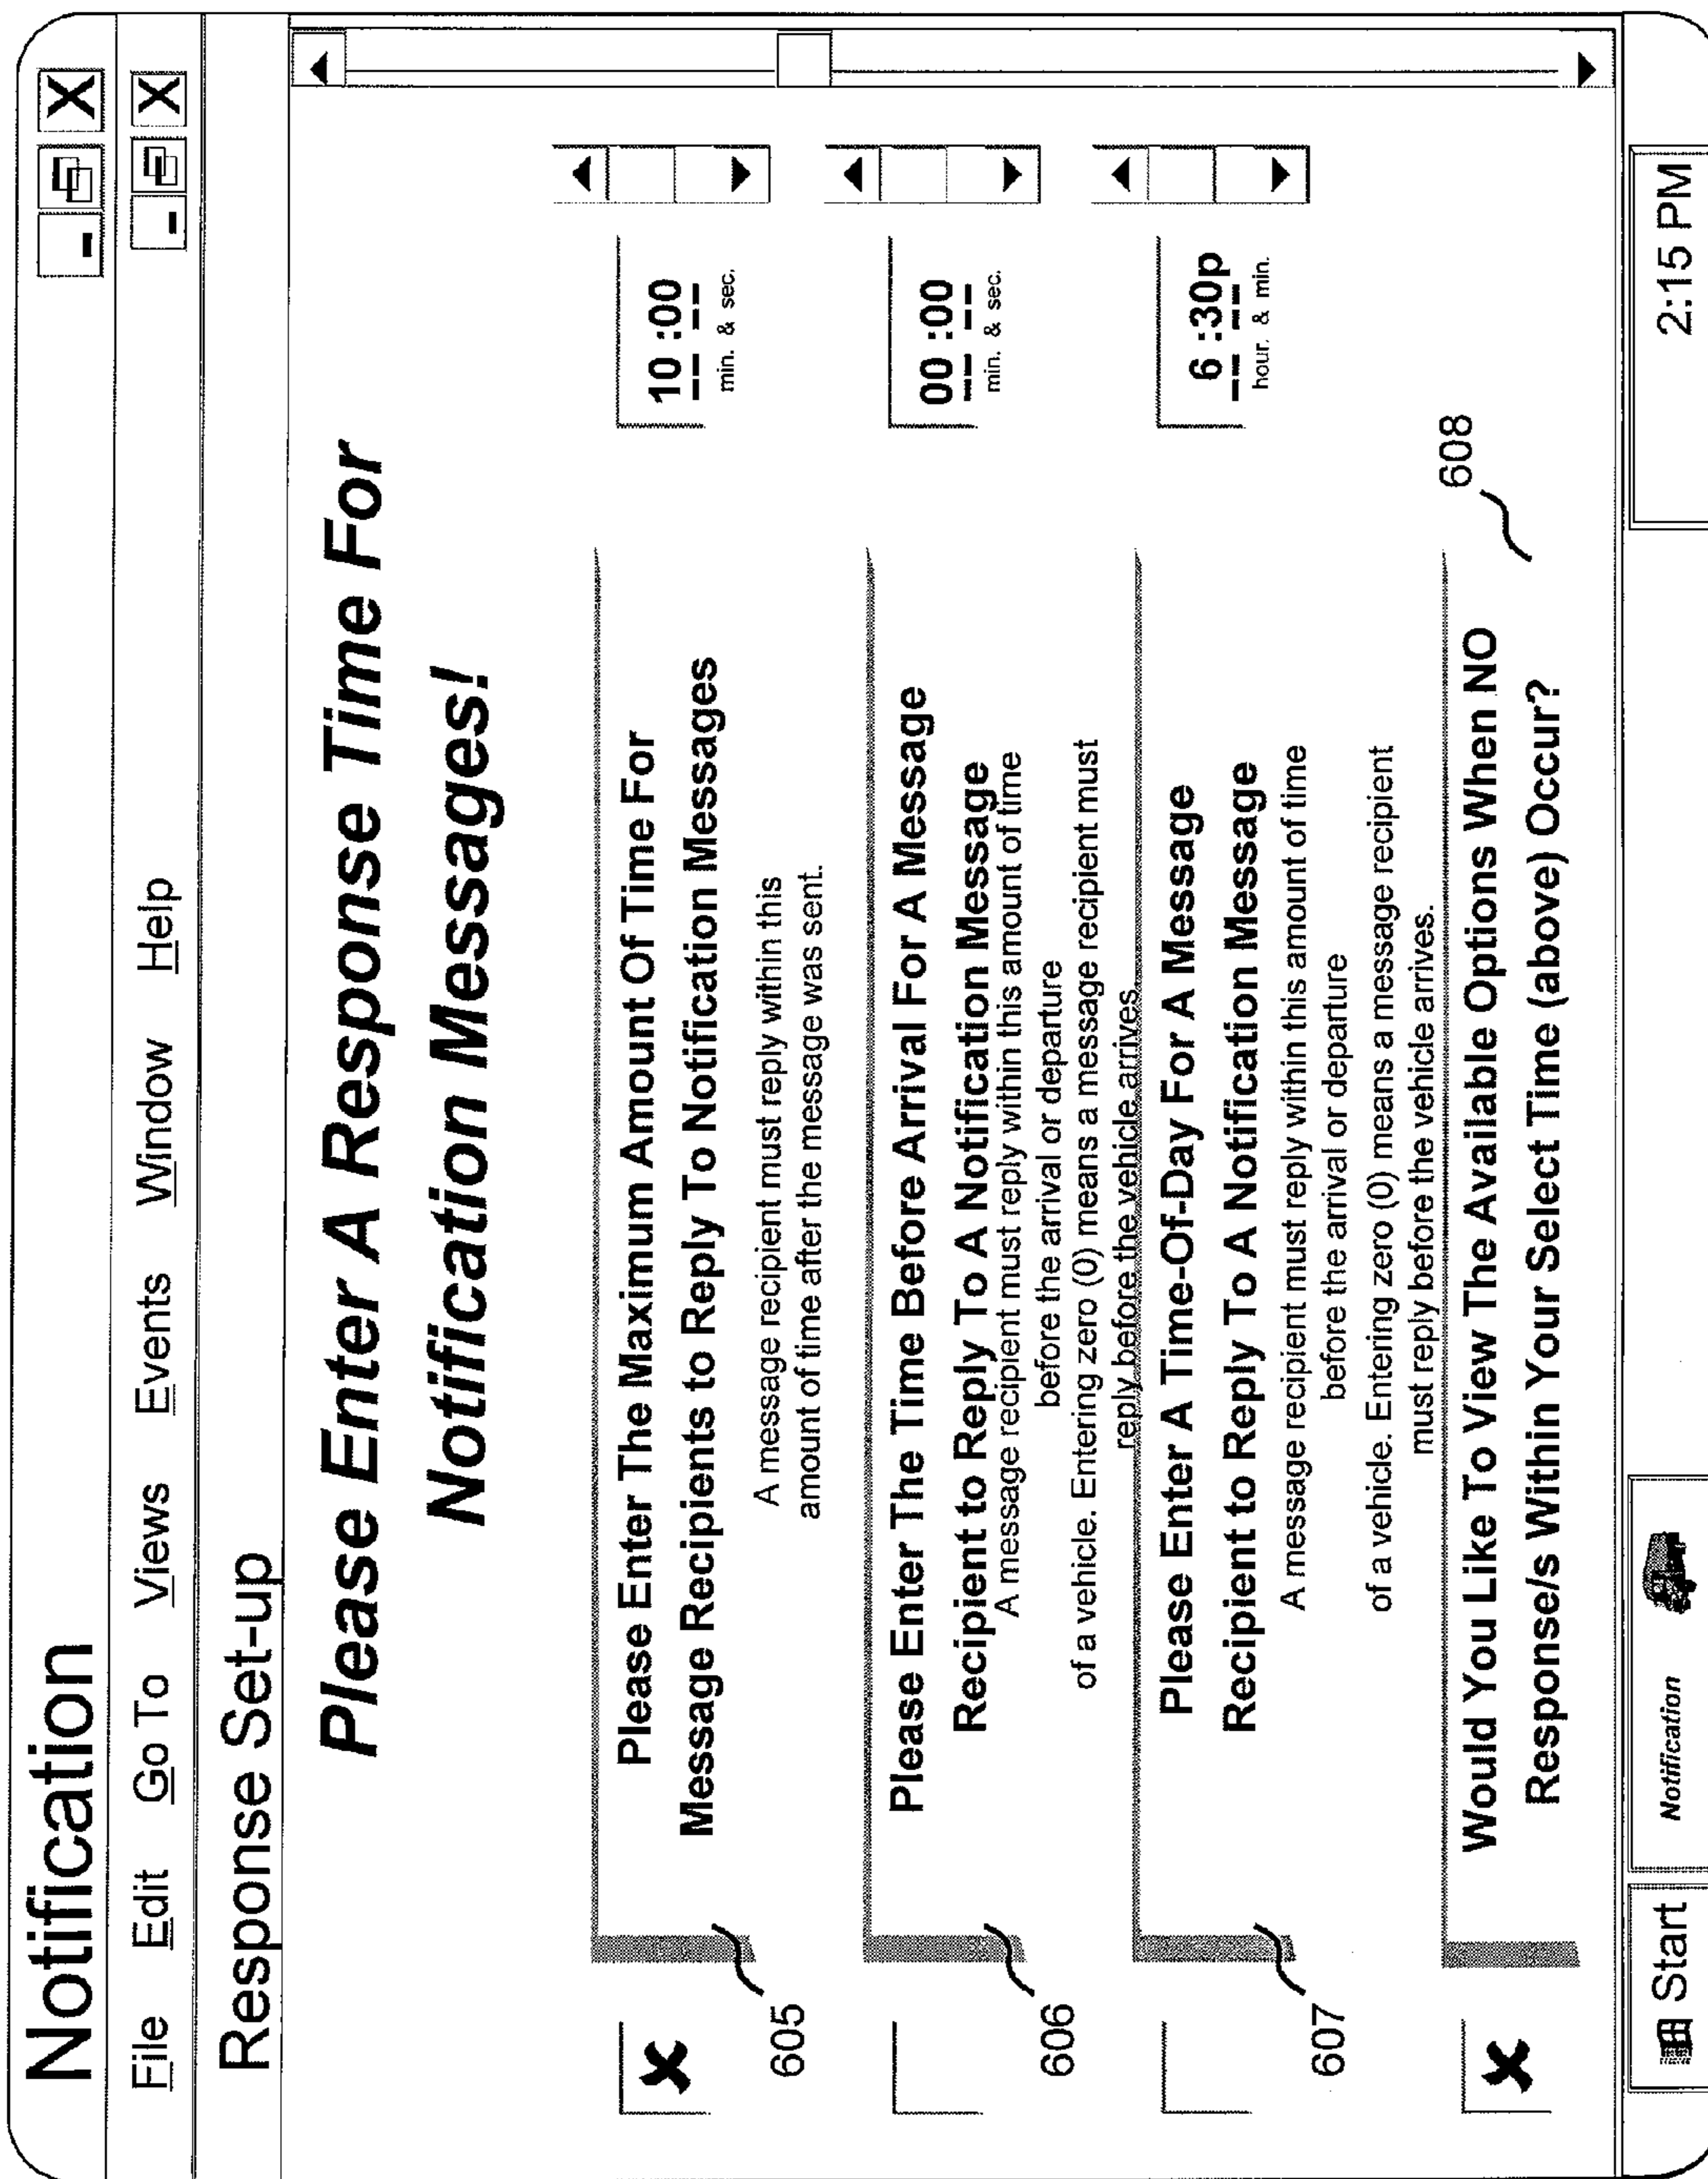 Notification
File Edit Go To Views Events Window Help
Response Set-up
Please Enter A Response Time For
Notification Messages!
Please Enter The Maximum Amount Of Time For
Message Recipients to Reply To Notification Messages
A message recipient must reply within this
amount of time after the message was sent.
10 :00
min. & sec.
605
Please Enter The Time Before Arrival For A Message
Recipient to Reply To A Notification Message
A message recipient must reply within this amount of time
before the arrival or departure
of a vehicle. Entering zero (0) means a message recipient must
reply before the vehicle arrives.
00 :00
min. & sec.
606
Please Enter A Time-Of-Day For A Message
Recipient to Reply To A Notification Message
A message recipient must reply within this amount of time
before the arrival or departure
of a vehicle. Entering zero (0) means a message recipient
must reply before the vehicle arrives.
6 :30p
hour. & min.
607
Would You Like To View The Available Options When NO
Response/s Within Your Select Time (above) Occur?
608
Start
Notification
2:15 PM